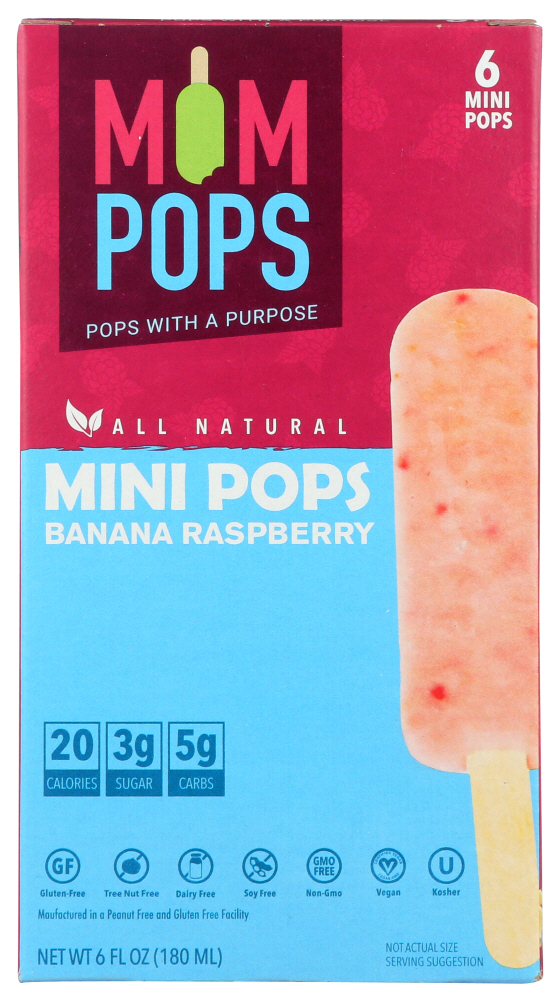 6
MINI
POPS
MOM
POPS
POPS WITH A PURPOSE
ALL NATURAL
MINI POPS
BANANA RASPBERRY
20 3g 5g
CALORIES SUGAR CARBS
GF GMO FREE U
Gluten-Free Tree Nut Free Dairy Free Soy Free Non-Gmo Vegan Kosher
Maufactured in a Peanut Free and Gluten Free Facility
NET WT 6 FL OZ (180 ML)
NOT ACTUAL SIZE
SERVING SUGGESTION